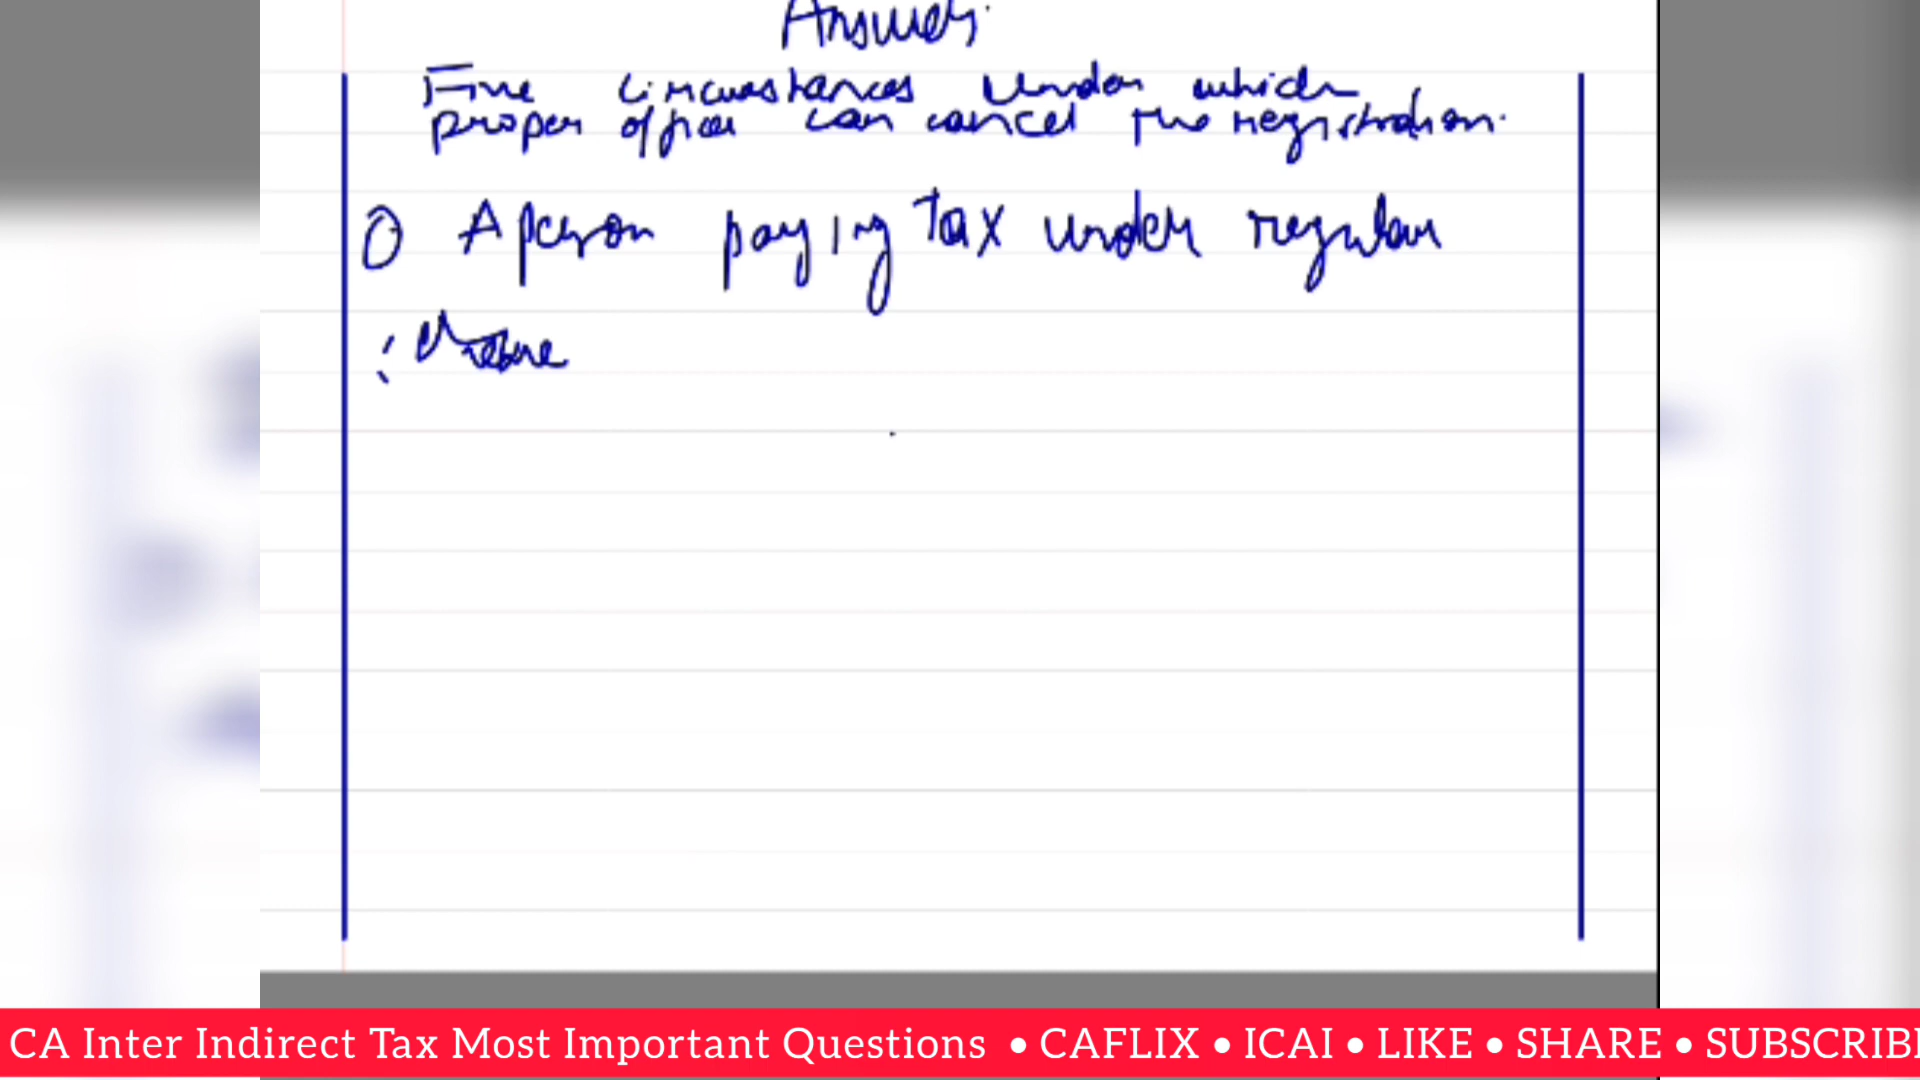 Answer.
Five circumstances under which
proper officer can cancel the registration.
① A person paying tax under regular
CA Inter Indirect Tax Most Important Questions • CAFLIX • ICAI • LIKE • SHARE • SUBSCRIB